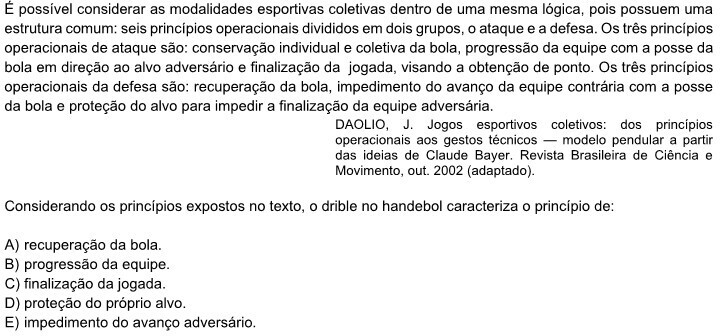 É possível considerar as modalidades esportivas coletivas dentro de uma mesma lógica, pois possuem uma
estrutura comum: seis princípios operacionais divididos em dois grupos, o ataque e a defesa. Os três princípios
operacionais de ataque são: conservação individual e coletiva da bola, progressão da equipe com a posse da
bola em direção ao alvo adversário e finalização da jogada, visando a obtenção de ponto. Os três princípios
operacionais da defesa são: recuperação da bola, impedimento do avanço da equipe contrária com a posse
da bola e proteção do alvo para impedir a finalização da equipe adversária.
DAOLIO, J. Jogos esportivos coletivos: dos princípios
operacionais aos gestos técnicos — modelo pendular a partir
das ideias de Claude Bayer. Revista Brasileira de Ciência e
Movimento, out. 2002 (adaptado).
Considerando os princípios expostos no texto, o drible no handebol caracteriza o princípio de:
A) recuperação da bola.
B) progressão da equipe.
C) finalização da jogada.
D) proteção do próprio alvo.
E) impedimento do avanço adversário.